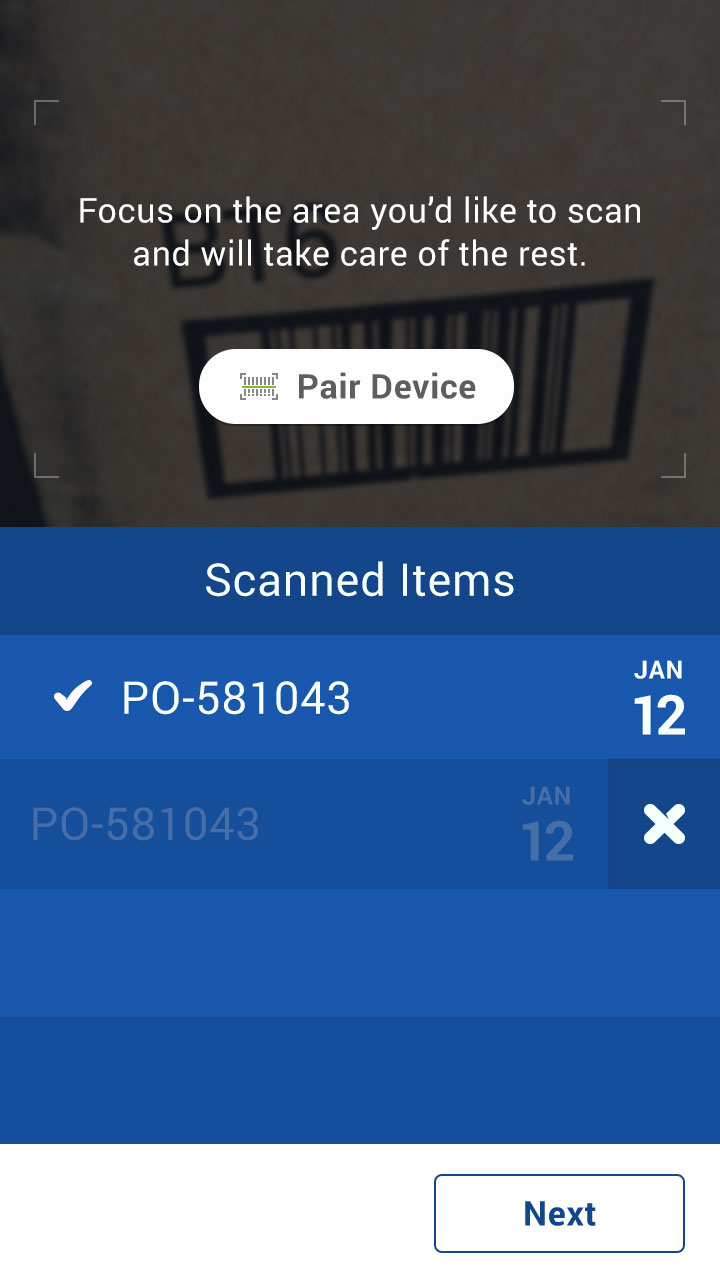 Focus on the area you’d like to scan
and will take care of the rest.
BT6
Pair Device
Scanned Items
PO-581043
JAN
12
PO-581043
JAN
12
Next